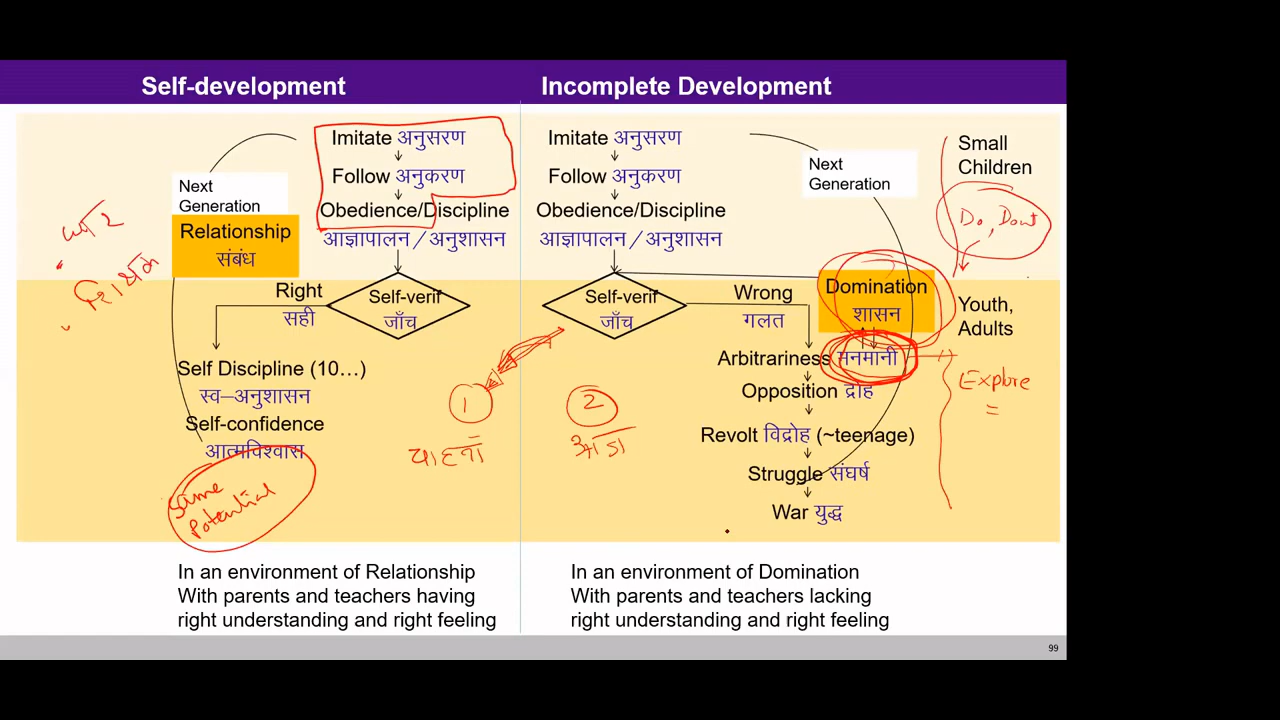 Self-development
Imitate अनुसरण
Follow अनुकरण
Next
Generation
Obedience/Discipline
आज्ञापालन / अनुशासन
Relationship
संबंध
Right
सही
Self-verif
जाँच
Self Discipline (10...)
स्व–अनुशासन
Self-confidence
आत्मविश्वास
Same
Potential
In an environment of Relationship
With parents and teachers having
right understanding and right feeling
Incomplete Development
Imitate अनुसरण
Follow अनुकरण
Obedience/Discipline
आज्ञापालन / अनुशासन
Next
Generation
Small
Children
Do, Dont
Self-verif
जाँच
Wrong
गलत
Domination
शासन
Youth,
Adults
Arbitrariness मनमानी
Opposition द्रोह
Explore
Revolt विद्रोह (~teenage)
Struggle संघर्ष
War युद्ध
1
2
In an environment of Domination
With parents and teachers lacking
right understanding and right feeling
99